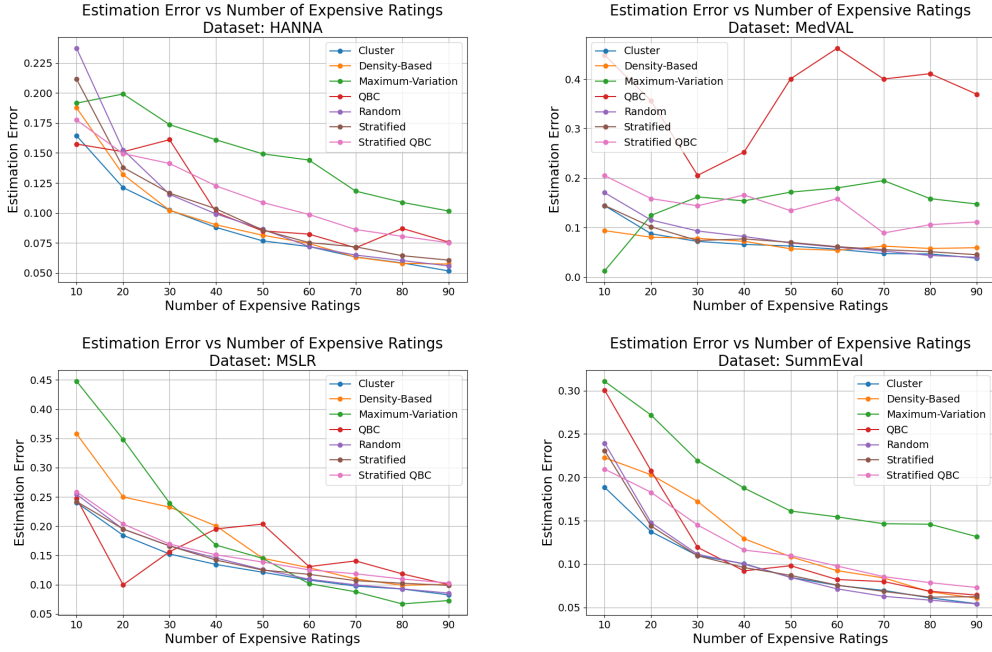 Estimation Error vs Number of Expensive Ratings
Dataset: HANNA
Estimation Error
0.225
0.200
0.175
0.150
0.125
0.100
0.075
0.050
Cluster
Density-Based
Maximum-Variation
QBC
Random
Stratified
Stratified QBC
10 20 30 40 50 60 70 80 90
Number of Expensive Ratings
Estimation Error vs Number of Expensive Ratings
Dataset: MedVAL
Estimation Error
0.4
0.3
0.2
0.1
0.0
Cluster
Density-Based
Maximum-Variation
QBC
Random
Stratified
Stratified QBC
10 20 30 40 50 60 70 80 90
Number of Expensive Ratings
Estimation Error vs Number of Expensive Ratings
Dataset: MSLR
Estimation Error
0.45
0.40
0.35
0.30
0.25
0.20
0.15
0.10
0.05
Cluster
Density-Based
Maximum-Variation
QBC
Random
Stratified
Stratified QBC
10 20 30 40 50 60 70 80 90
Number of Expensive Ratings
Estimation Error vs Number of Expensive Ratings
Dataset: SummEval
Estimation Error
0.30
0.25
0.20
0.15
0.10
0.05
Cluster
Density-Based
Maximum-Variation
QBC
Random
Stratified
Stratified QBC
10 20 30 40 50 60 70 80 90
Number of Expensive Ratings